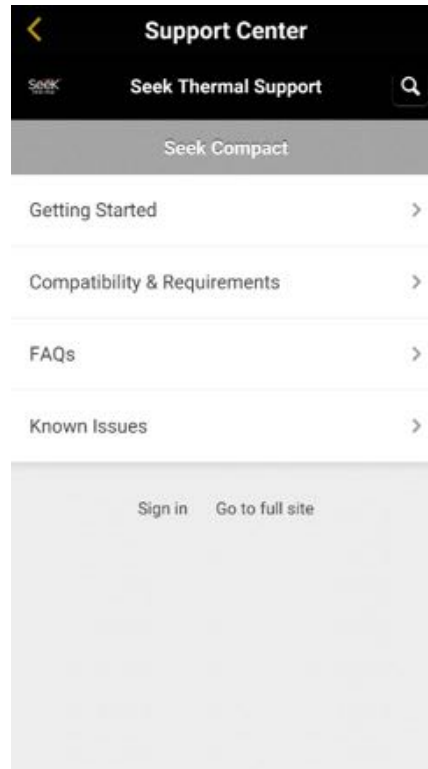 Support Center
Seek
Seek Thermal Support
Seek Compact
Getting Started
Compatibility & Requirements
FAQs
Known Issues
Sign in Go to full site